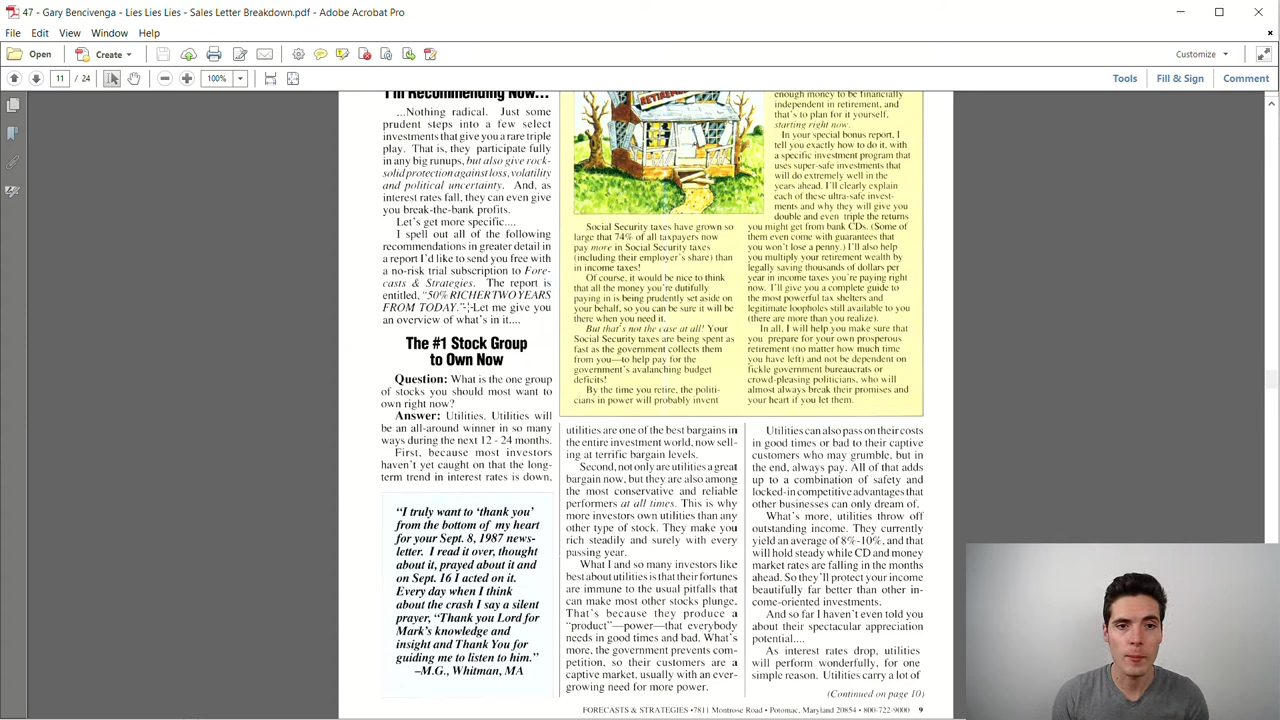 47 - Gary Bencivenga - Lies Lies Lies - Sales Letter Breakdown.pdf - Adobe Acrobat Pro
File Edit View Window Help
Open Create Customize
11 / 24 100% Tools Fill & Sign Comment
I'm Recommending Now...
...Nothing radical. Just some
prudent steps into a few select
investments that give you a rare triple
play. That is, they participate fully
in any big runups, but also give rock-
solid protection against loss, volatility
and political uncertainty. And, as
interest rates fall, they can even give
you break-the-bank profits.
Let's get more specific....
I spell out all of the following
recommendations in greater detail in
a report I'd like to send you free with
a no-risk trial subscription to Fore-
casts & Strategies. The report is
entitled, "50% RICHER TWO YEARS
FROM TODAY." Let me give you
an overview of what's in it....
The #1 Stock Group
to Own Now
Question: What is the one group
of stocks you should most want to
own right now?
Answer: Utilities. Utilities will
be an all-around winner in so many
ways during the next 12 - 24 months.
First, because most investors
haven't yet caught on that the long-
term trend in interest rates is down,
"I truly want to 'thank you'
from the bottom of my heart
for your Sept. 8, 1987 news-
letter. I read it over, thought
about it, prayed about it and
on Sept. 16 I acted on it.
Every day when I think
about the crash I say a silent
prayer, "Thank you Lord for
Mark's knowledge and
insight and Thank You for
guiding me to listen to him."
–M.G., Whitman, MA
RETIREMENT
Social Security taxes have grown so
large that 74% of all taxpayers now
pay more in Social Security taxes
(including their employer's share) than
in income taxes!
Of course, it would be nice to think
that all the money you're dutifully
paying in is being prudently set aside on
your behalf, so you can be sure it will be
there when you need it.
But that's not the case at all! Your
Social Security taxes are being spent as
fast as the government collects them
from you—to help pay for the
government's avalanching budget
deficits!
By the time you retire, the politi-
cians in power will probably invent
enough money to be financially
independent in retirement, and
that's to plan for it yourself,
starting right now.
In your special bonus report, I
tell you exactly how to do it, with
a specific investment program that
uses super-safe investments that
will do extremely well in the
years ahead. I'll clearly explain
each of these ultra-safe invest-
ments and why they will give you
double and even triple the returns
you might get from bank CDs. (Some of
them even come with guarantees that
you won't lose a penny.) I'll also help
you multiply your retirement wealth by
legally saving thousands of dollars per
year in income taxes you're paying right
now. I'll give you a complete guide to
the most powerful tax shelters and
legitimate loopholes still available to you
(there are more than you realize).
In all, I will help you make sure that
you prepare for your own prosperous
retirement (no matter how much time
you have left) and not be dependent on
fickle government bureaucrats or
crowd-pleasing politicians, who will
almost always break their promises and
your heart if you let them.
utilities are one of the best bargains in
the entire investment world, now sell-
ing at terrific bargain levels.
Second, not only are utilities a great
bargain now, but they are also among
the most conservative and reliable
performers at all times. This is why
more investors own utilities than any
other type of stock. They make you
rich steadily and surely with every
passing year.
What I and so many investors like
best about utilities is that their fortunes
are immune to the usual pitfalls that
can make most other stocks plunge.
That's because they produce a
"product"—power—that everybody
needs in good times and bad. What's
more, the government prevents com-
petition, so their customers are a
captive market, usually with an ever-
growing need for more power.
Utilities can also pass on their costs
in good times or bad to their captive
customers who may grumble, but in
the end, always pay. All of that adds
up to a combination of safety and
locked-in competitive advantages that
other businesses can only dream of.
What's more, utilities throw off
outstanding income. They currently
yield an average of 8%-10%, and that
will hold steady while CD and money
market rates are falling in the months
ahead. So they'll protect your income
beautifully far better than other in-
come-oriented investments.
And so far I haven't even told you
about their spectacular appreciation
potential....
As interest rates drop, utilities
will perform wonderfully, for one
simple reason. Utilities carry a lot of
(Continued on page 10)
FORECASTS & STRATEGIES •7811 Montrose Road • Potomac, Maryland 20854 • 800-722-9000 9